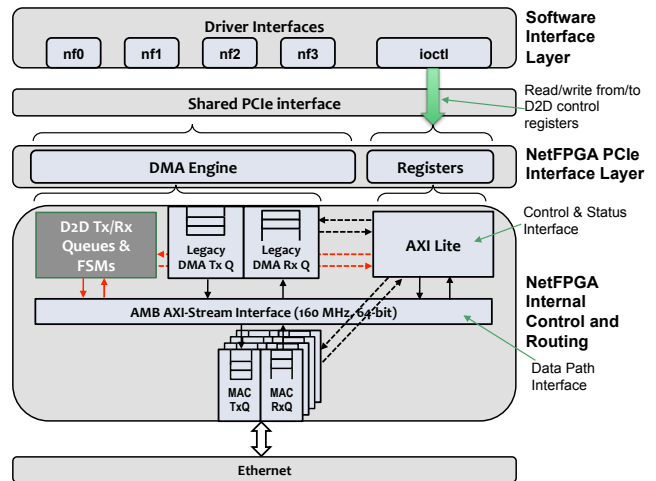 Driver Interfaces
nf0
nf1
nf2
nf3
ioctl
Software
Interface
Layer
Shared PCIe interface
Read/write from/to
D2D control
registers
DMA Engine
Registers
NetFPGA PCIe
Interface Layer
D2D Tx/Rx
Queues &
FSMs
Legacy
DMA Tx Q
Legacy
DMA Rx Q
AXI Lite
Control & Status
Interface
AMB AXI-Stream Interface (160 MHz, 64-bit)
NetFPGA
Internal
Control and
Routing
Data Path
Interface
MAC
TxQ
MAC
RxQ
Ethernet